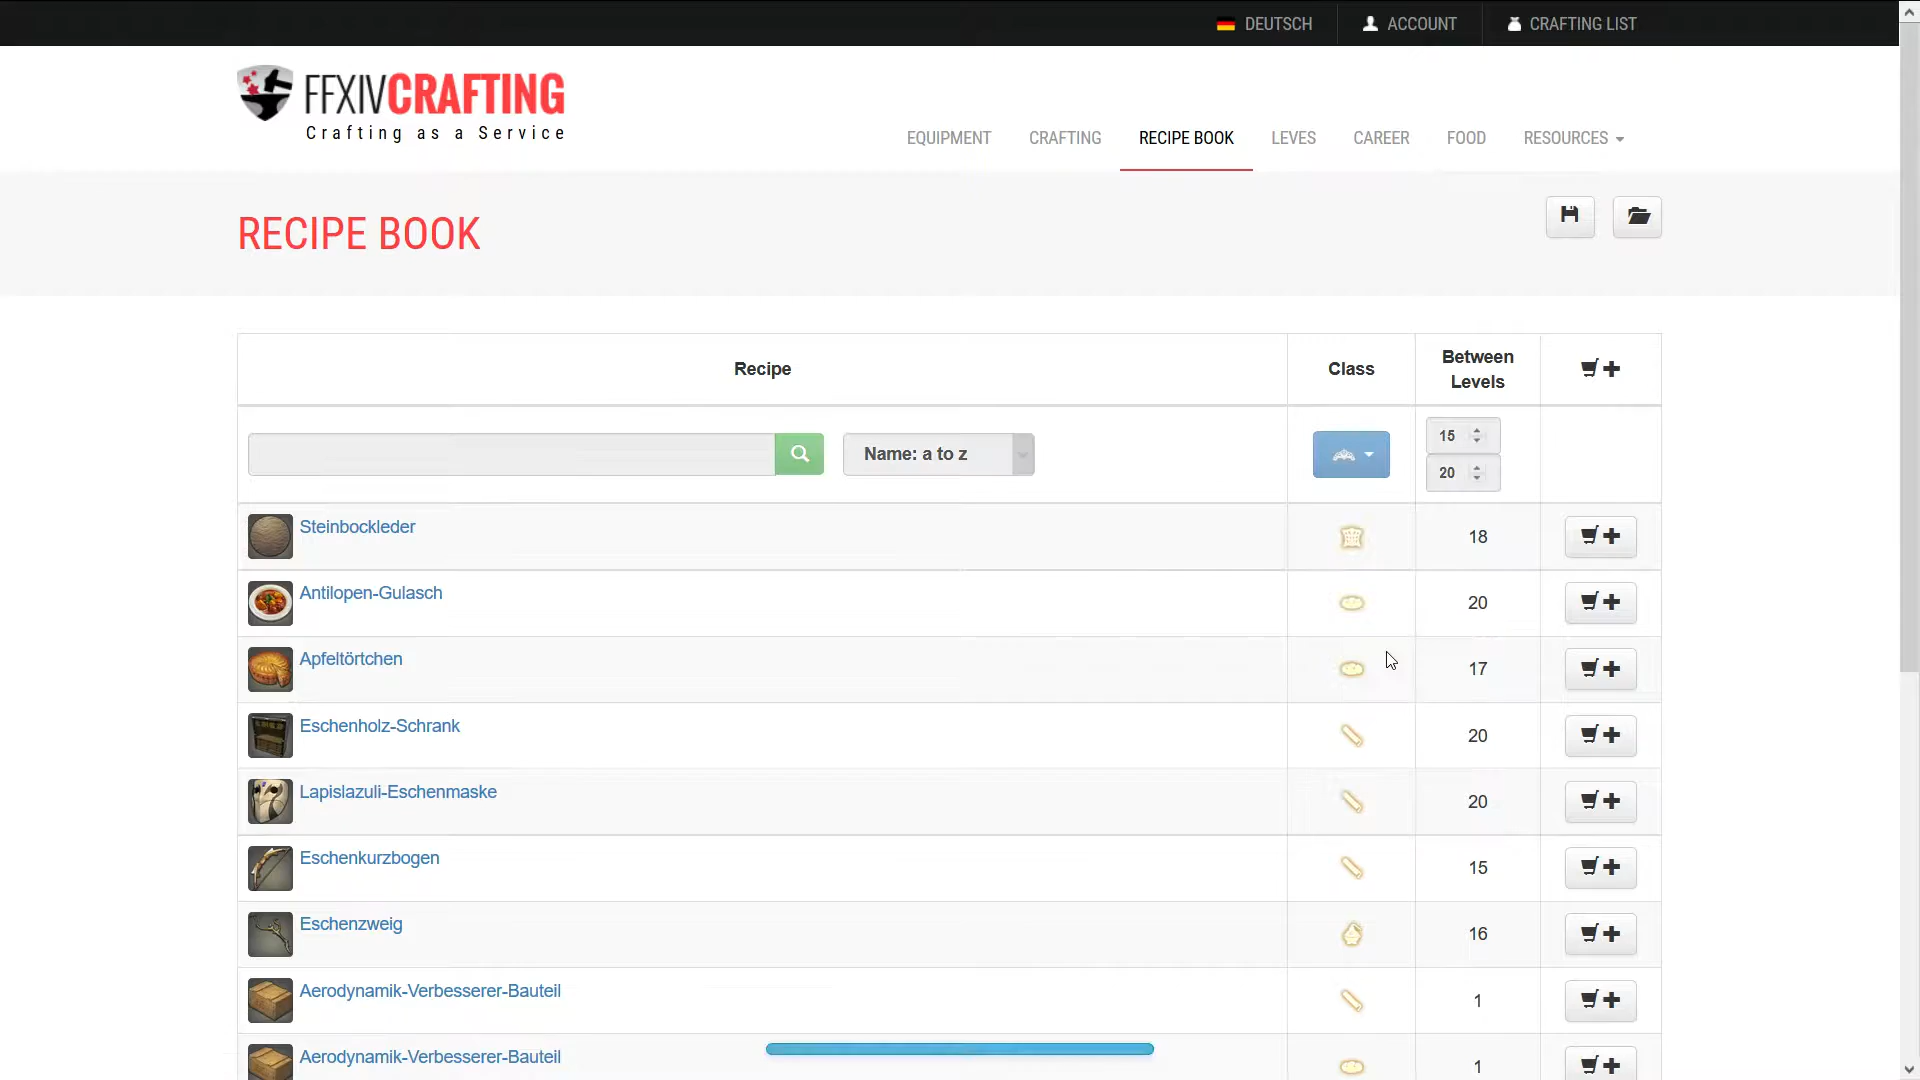 DEUTSCH
ACCOUNT
CRAFTING LIST
FFXIVCRAFTING
Crafting as a Service
EQUIPMENT
CRAFTING
RECIPE BOOK
LEVES
CAREER
FOOD
RESOURCES
RECIPE BOOK
Recipe
Class
Between
Levels
Name: a to z
15
20
Steinbockleder
18
Antilopen-Gulasch
20
Apfeltörtchen
17
Eschenholz-Schrank
20
Lapislazuli-Eschenmaske
20
Eschenkurzbogen
15
Eschenzweig
16
Aerodynamik-Verbesserer-Bauteil
1
Aerodynamik-Verbesserer-Bauteil
1